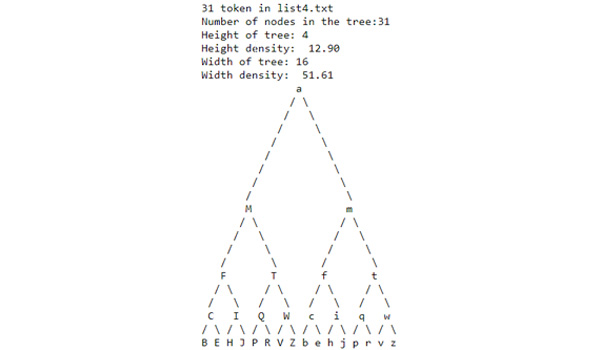 31 token in list4.txt
Number of nodes in the tree:31
Height of tree: 4
Height density:  12.90
Width of tree: 16
Width density:  51.61
a
/ \
/ \
/ \
/ \
/ \
/ \
/ \
/ \
M m
/ \ / \
/ \ / \
/ \ / \
/ \ / \
F T f t
/ \ / \ / \ / \
/ \ / \ / \ / \
C I Q W c i q w
/ \ / \ / \ / \ / \ / \ / \ / \
B E H J P R V Z b e h j p r v z